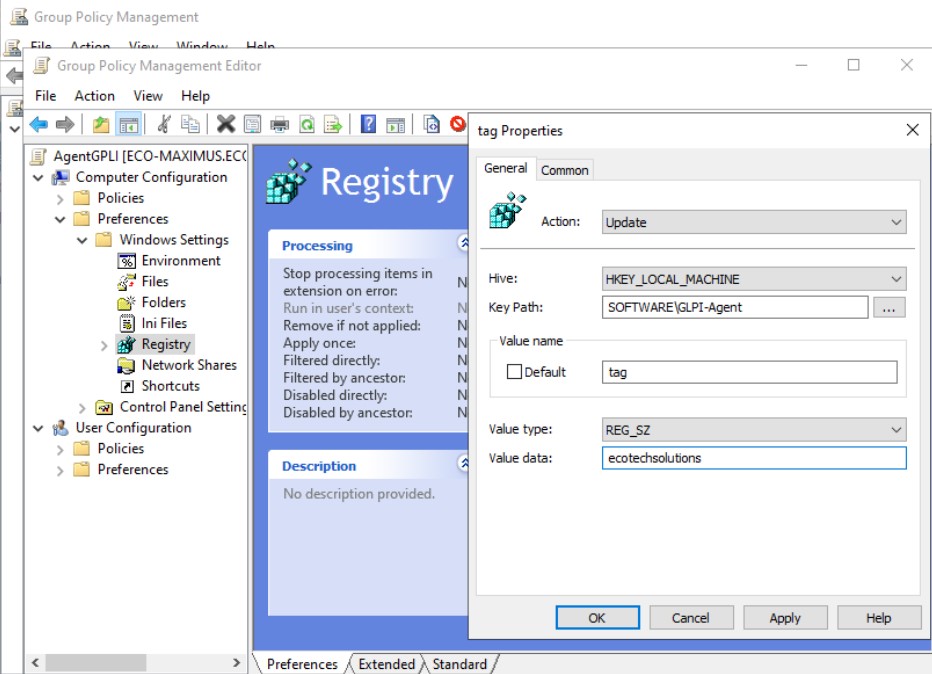 Group Policy Management
File Action View Window Help
Group Policy Management Editor
File Action View Help
AgentGPLI [ECO-MAXIMUS.ECC
Computer Configuration
Policies
Preferences
Windows Settings
Environment
Files
Folders
Ini Files
Registry
Network Shares
Shortcuts
Control Panel Setting
User Configuration
Policies
Preferences
Registry
Processing
Stop processing items in
extension on error: N
Run in user's context: N
Remove if not applied: N
Apply once: N
Filtered directly: N
Filtered by ancestor: N
Disabled directly: N
Disabled by ancestor: N
Description
No description provided.
Preferences Extended Standard
tag Properties
General Common
Action: Update
Hive: HKEY_LOCAL_MACHINE
Key Path: SOFTWARE\GLPI-Agent ...
Value name
Default tag
Value type: REG_SZ
Value data: ecotechsolutions
OK Cancel Apply Help